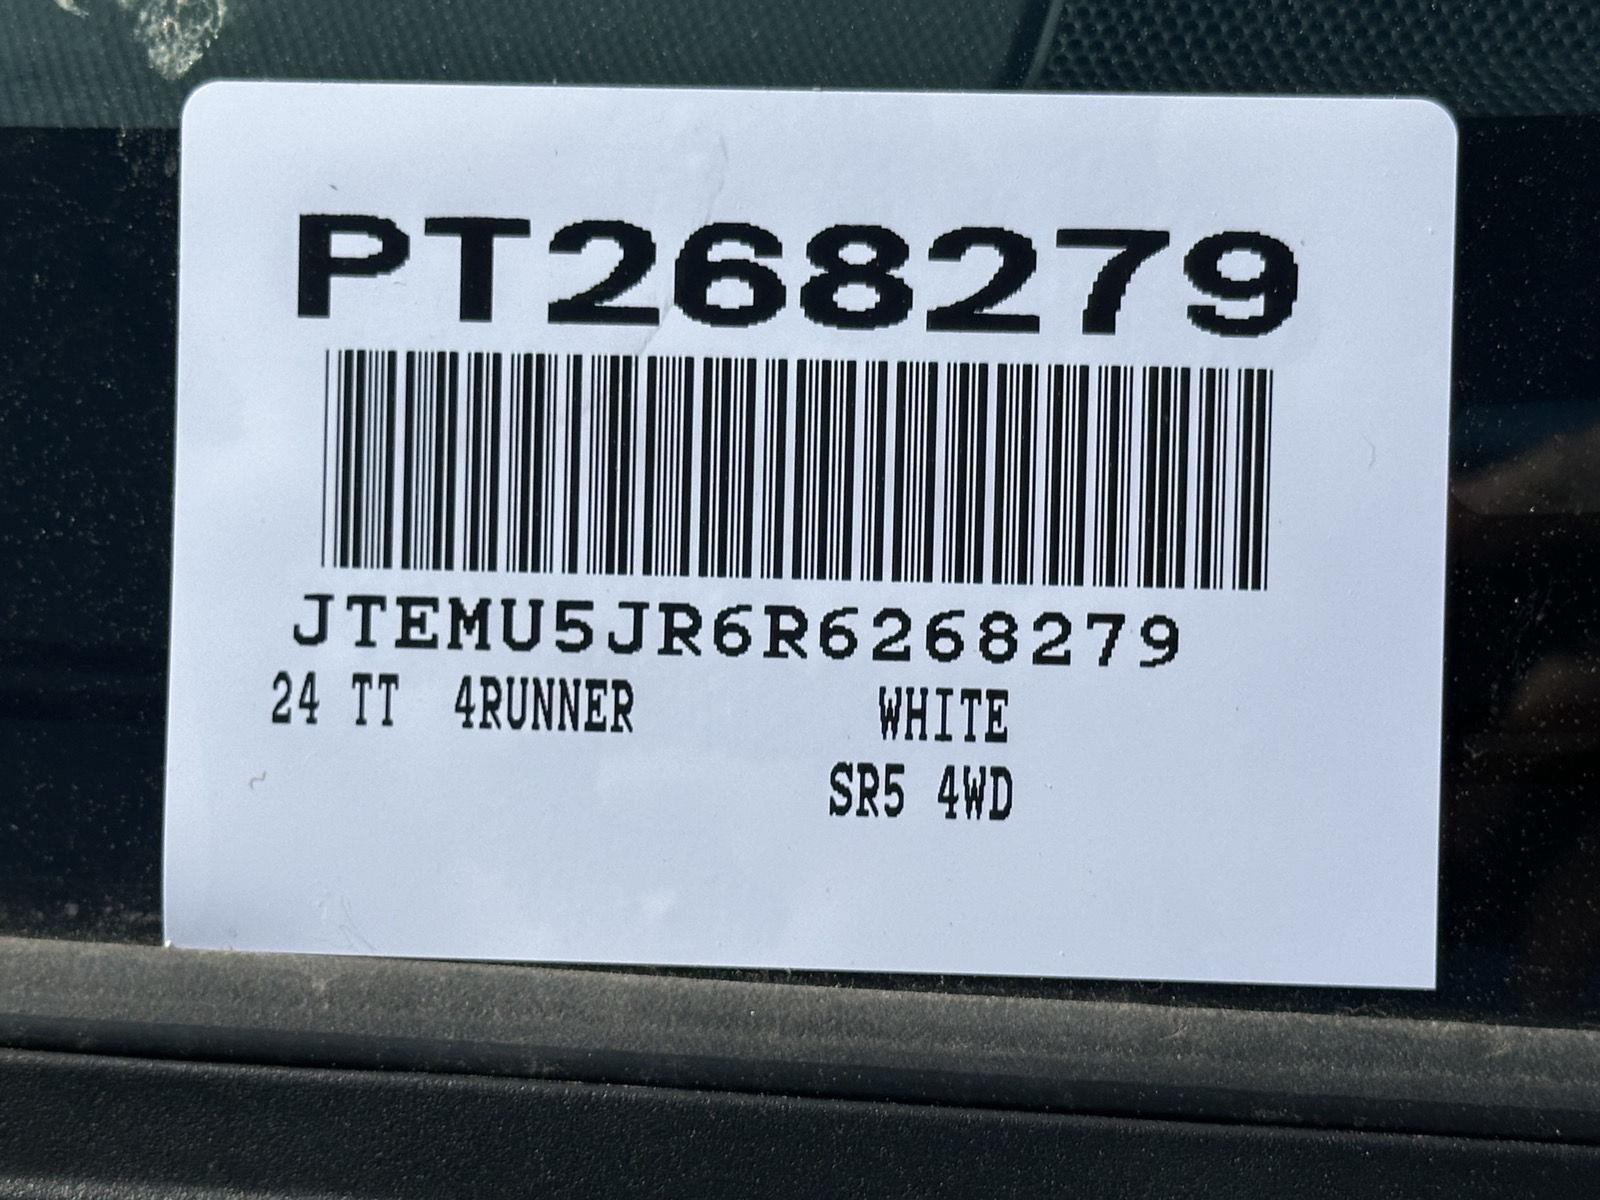 PT268279
JTEMU5JR6R6268279
24 TT 4RUNNER WHITE
SR5 4WD